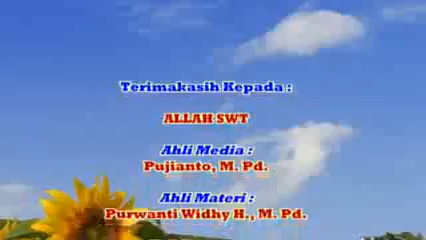 Terimakasih Kepada :
ALLAH SWT
Ahli Media :
Pujianto, M. Pd.
Ahli Materi :
Purwanti Widhy H., M. Pd.